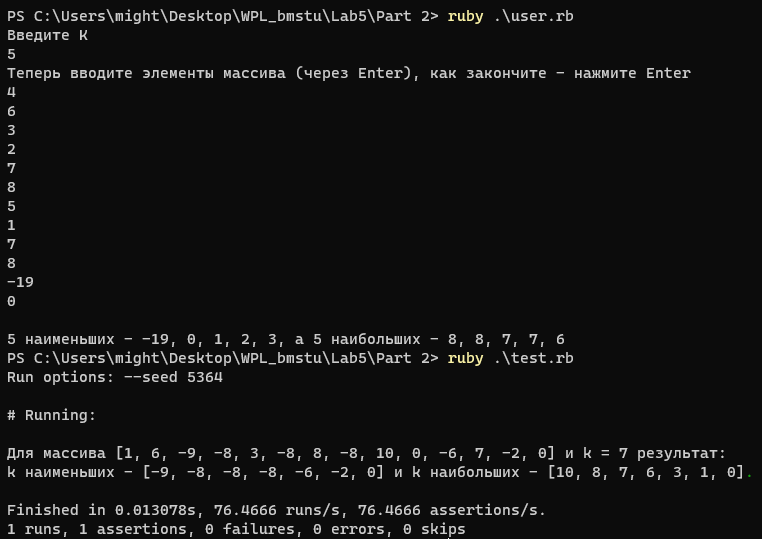 PS C:\Users\might\Desktop\WPL_bmstu\Lab5\Part 2> ruby .\user.rb
Введите K
5
Теперь вводите элементы массива (через Enter), как закончите - нажмите Enter
4
6
3
2
7
8
5
1
7
8
-19
0
5 наименьших - -19, 0, 1, 2, 3, а 5 наибольших - 8, 8, 7, 7, 6
PS C:\Users\might\Desktop\WPL_bmstu\Lab5\Part 2> ruby .\test.rb
Run options: --seed 5364
# Running:
Для массива [1, 6, -9, -8, 3, -8, 8, -8, 10, 0, -6, 7, -2, 0] и k = 7 результат:
k наименьших - [-9, -8, -8, -8, -6, -2, 0] и k наибольших - [10, 8, 7, 6, 3, 1, 0].
Finished in 0.013078s, 76.4666 runs/s, 76.4666 assertions/s.
1 runs, 1 assertions, 0 failures, 0 errors, 0 skips